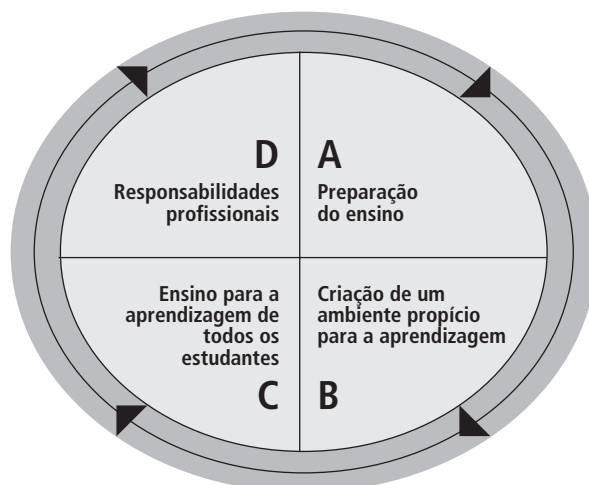 D
Responsabilidades
profissionais
A
Preparação
do ensino
Ensino para a
aprendizagem de
todos os
estudantes
C
Criação de um
ambiente propício
para a aprendizagem
B